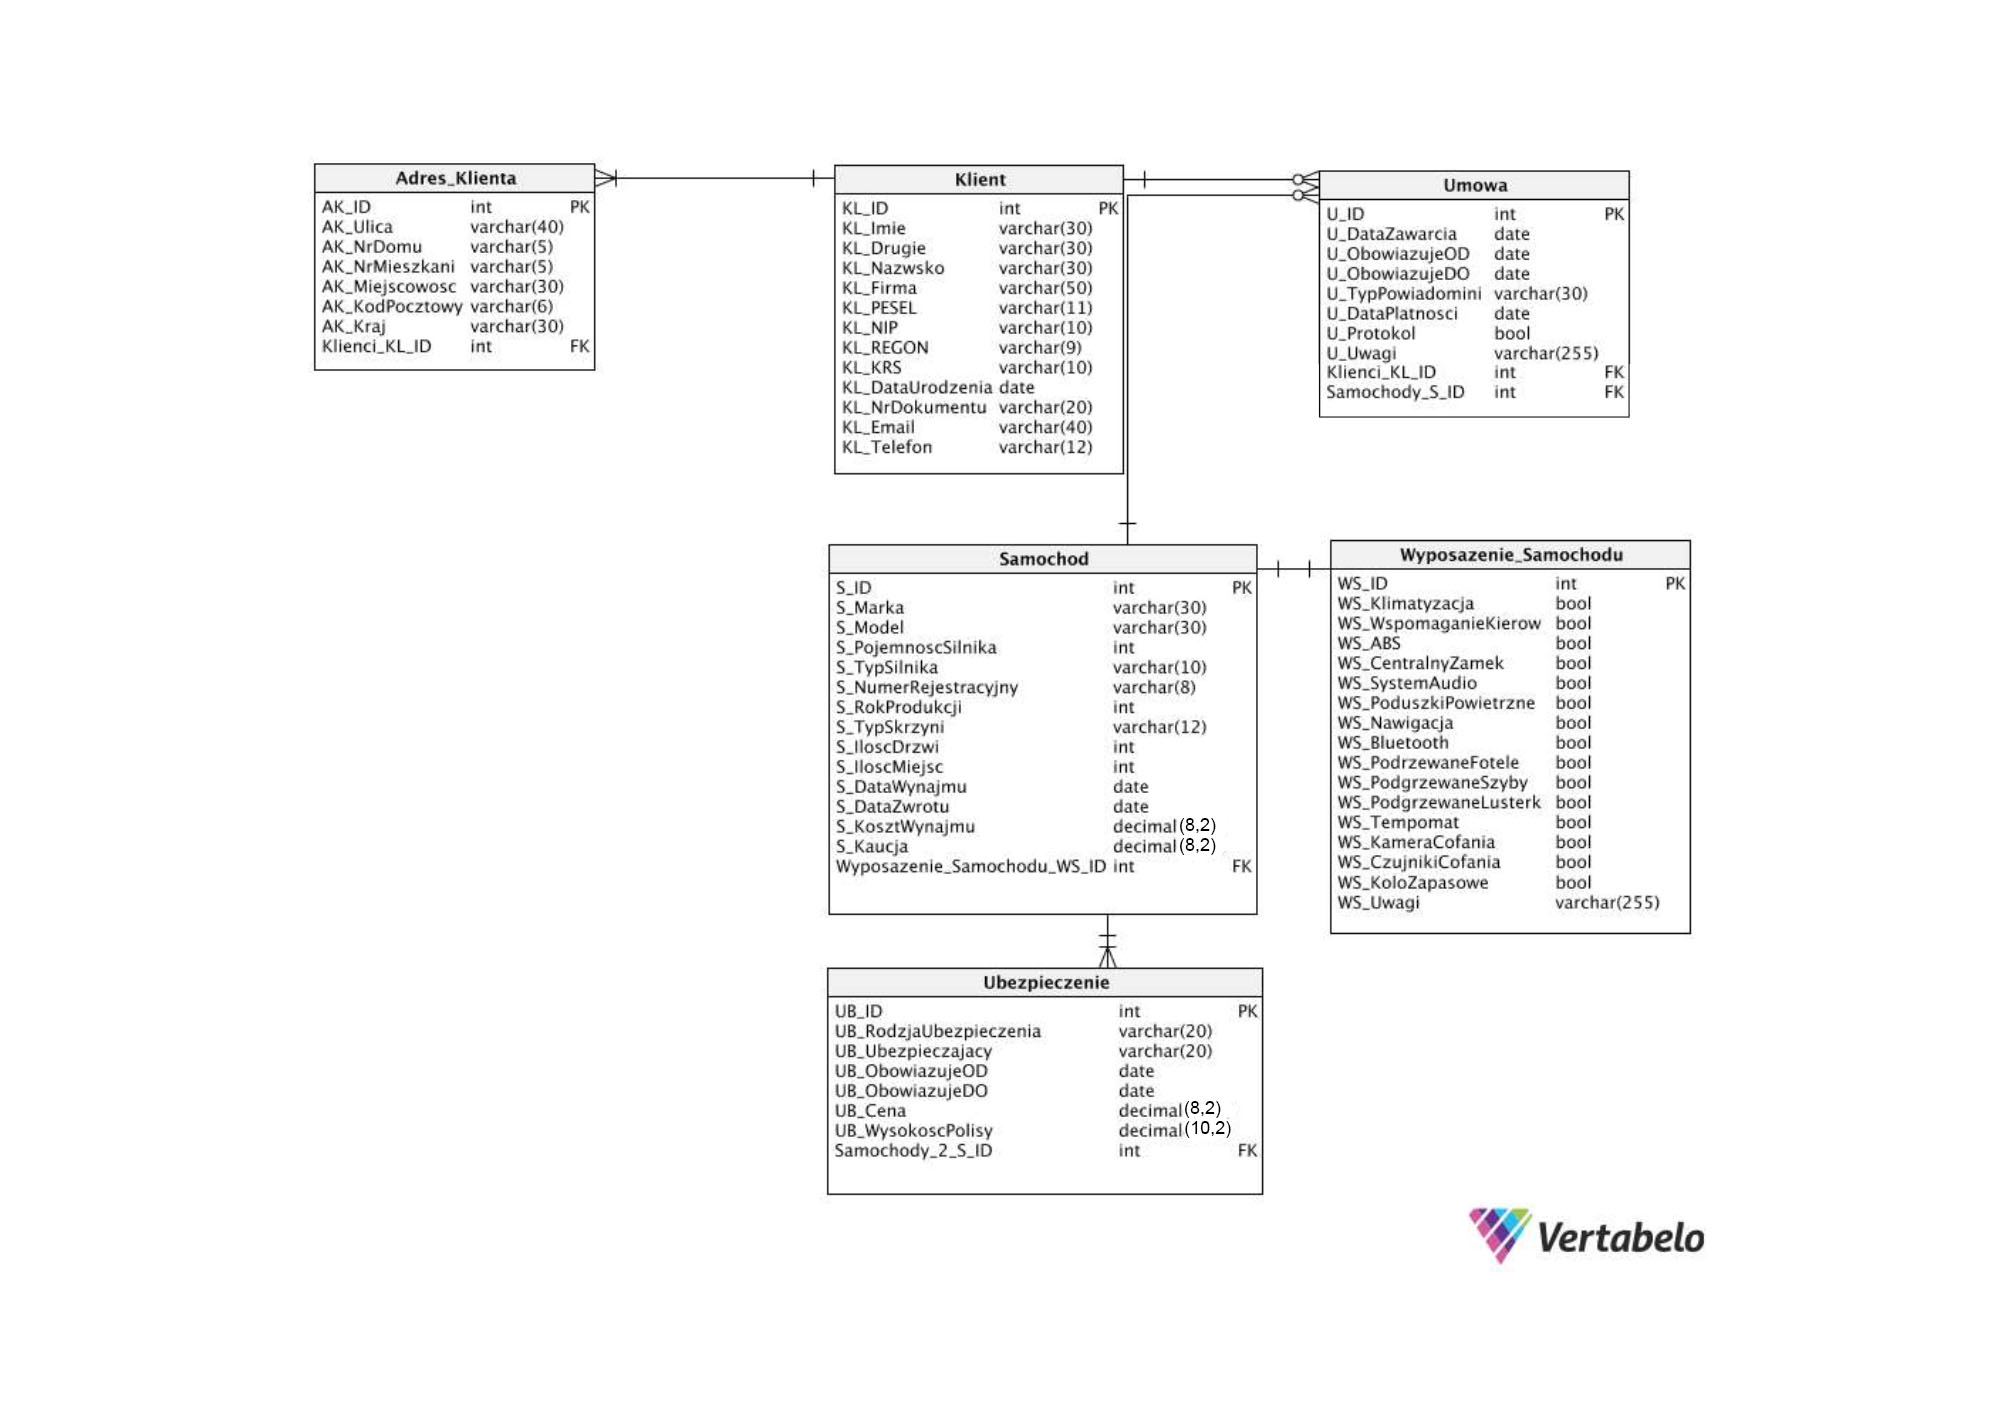 Adres_Klienta
AK_ID int PK
AK_Ulica varchar(40)
AK_NrDomu varchar(5)
AK_NrMieszkani varchar(5)
AK_Miejscowosc varchar(30)
AK_KodPocztowy varchar(6)
AK_Kraj varchar(30)
Klienci_KL_ID int FK
Klient
KL_ID int PK
KL_Imie varchar(30)
KL_Drugie varchar(30)
KL_Nazwsko varchar(30)
KL_Firma varchar(50)
KL_PESEL varchar(11)
KL_NIP varchar(10)
KL_REGON varchar(9)
KL_KRS varchar(10)
KL_DataUrodzenia date
KL_NrDokumentu varchar(20)
KL_Email varchar(40)
KL_Telefon varchar(12)
Umowa
U_ID int PK
U_DataZawarcia date
U_ObowiazujeOD date
U_ObowiazujeDO date
U_TypPowiadomini varchar(30)
U_DataPlatnosci date
U_Protokol bool
U_Uwagi varchar(255)
Klienci_KL_ID int FK
Samochody_S_ID int FK
Samochod
S_ID int PK
S_Marka varchar(30)
S_Model varchar(30)
S_PojemnoscSilnika int
S_TypSilnika varchar(10)
S_NumerRejestracyjny varchar(8)
S_RokProdukcji int
S_TypSkrzyni varchar(12)
S_IloscDrzwi int
S_IloscMiejsc int
S_DataWynajmu date
S_DataZwrotu date
S_KosztWynajmu decimal(8,2)
S_Kaucja decimal(8,2)
Wyposazenie_Samochodu_WS_ID int FK
Wyposazenie_Samochodu
WS_ID int PK
WS_Klimatyzacja bool
WS_WspomaganieKierow bool
WS_ABS bool
WS_CentralnyZamek bool
WS_SystemAudio bool
WS_PoduszkiPowietrzne bool
WS_Nawigacja bool
WS_Bluetooth bool
WS_PodrzewaneFotele bool
WS_PodgrzewaneSzyby bool
WS_PodgrzewaneLusterk bool
WS_Tempomat bool
WS_KameraCofania bool
WS_CzujnikiCofania bool
WS_KoloZapasowe bool
WS_Uwagi varchar(255)
Ubezpieczenie
UB_ID int PK
UB_RodzjaUbezpieczenia varchar(20)
UB_Ubezpieczajacy varchar(20)
UB_ObowiazujeOD date
UB_ObowiazujeDO date
UB_Cena decimal(8,2)
UB_WysokoscPolisy decimal(10,2)
Samochody_2_S_ID int FK
Vertabelo